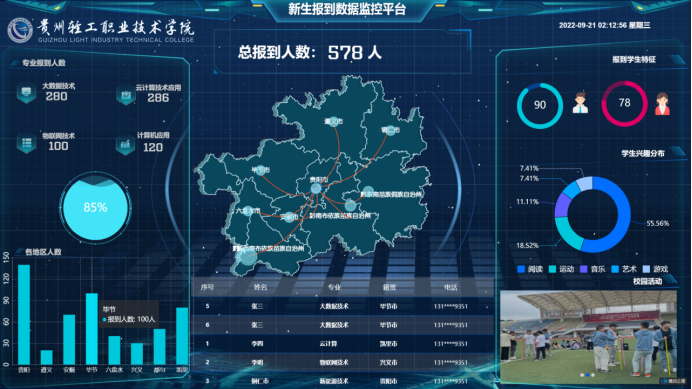 新生报到数据监控平台
贵州轻工职业技术学院
GUIZHOU LIGHT INDUSTRY TECHNICAL COLLEGE
2022-09-21 02:12:56 星期三
总报到人数： 578 人
专业报到人数
大数据技术
280
云计算技术应用
286
物联网技术
100
计算机应用
120
85%
各地区人数
150
120
90
60
30
0
毕节
报到人数: 100人
贵阳 遵义 安顺 毕节 六盘水 兴义 都匀 凯里
遵义市
铜仁市
毕节市
贵阳市
黔东南苗族侗族自治州
六盘水市
安顺市
黔南布依族苗族自治州
黔西南布依族苗族自治州
序号 姓名 专业 籍贯 电话
5 张三 大数据技术 毕节市 131****9351
6 张三 大数据技术 毕节市 131****9351
1 李四 云计算 凯里市 131****9351
2 李明 物联网技术 兴义市 131****9351
3 铜仁市 新能源技术 贵阳市 131****9351
报到学生特征
90
78
学生兴趣分布
7.41%
7.41%
11.11%
18.52%
55.56%
阅读 运动 音乐 艺术 游戏
校园活动